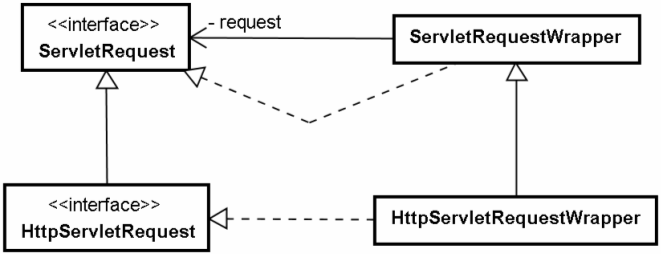 <<interface>>
ServletRequest
- request
ServletRequestWrapper
<<interface>>
HttpServletRequest
HttpServletRequestWrapper